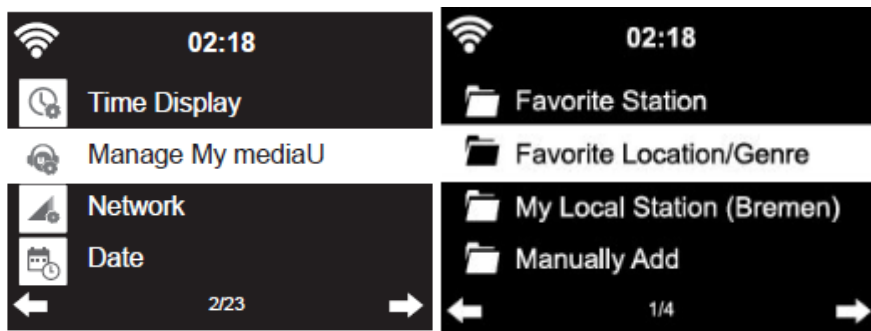 02:18
Time Display
Manage My mediaU
Network
Date
2/23
02:18
Favorite Station
Favorite Location/Genre
My Local Station (Bremen)
Manually Add
1/4